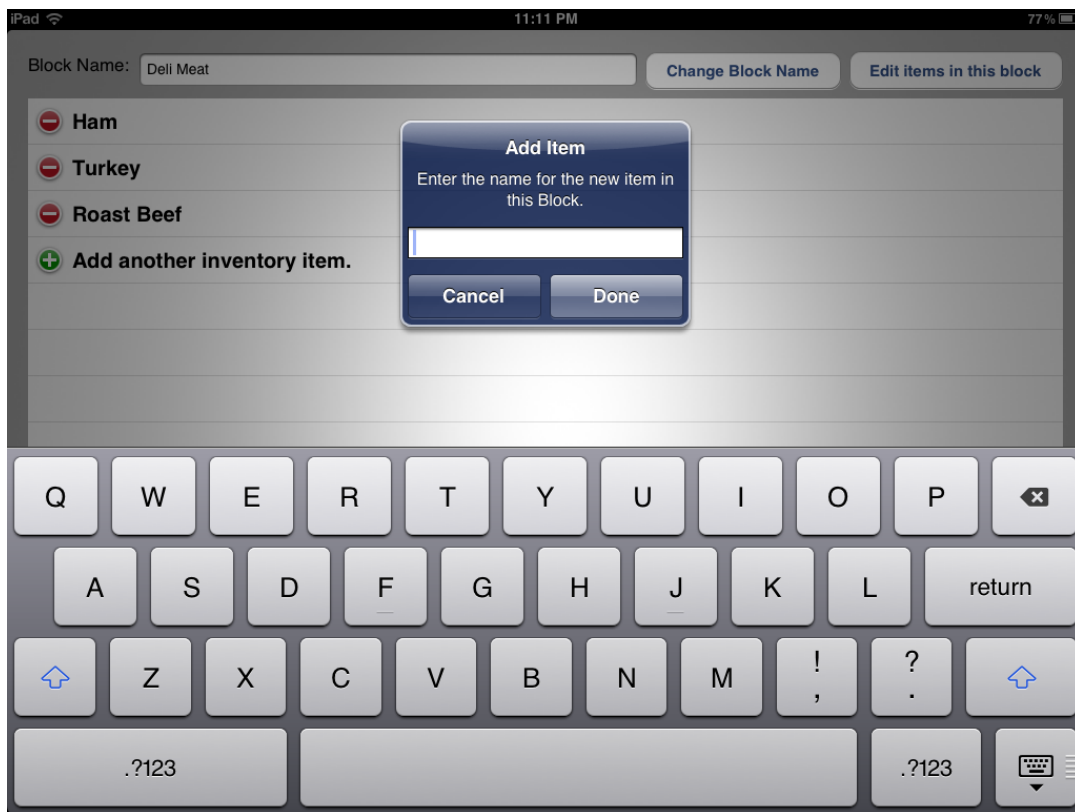 iPad 11:11 PM 77%
Block Name: Deli Meat Change Block Name Edit items in this block
Ham
Turkey
Roast Beef
Add another inventory item.
Add Item
Enter the name for the new item in
this Block.
Cancel Done
Q W E R T Y U I O P
A S D F G H J K L return
Z X C V B N M ! , ? .
.?123 .?123